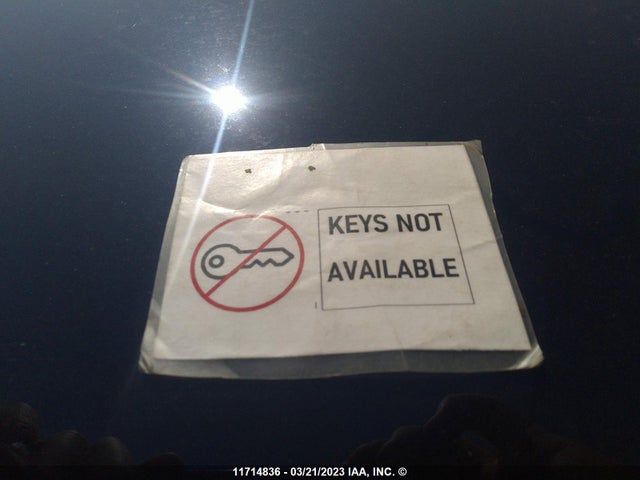 KEYS NOT
AVAILABLE
11714836 - 03/21/2023 IAA, INC. ©